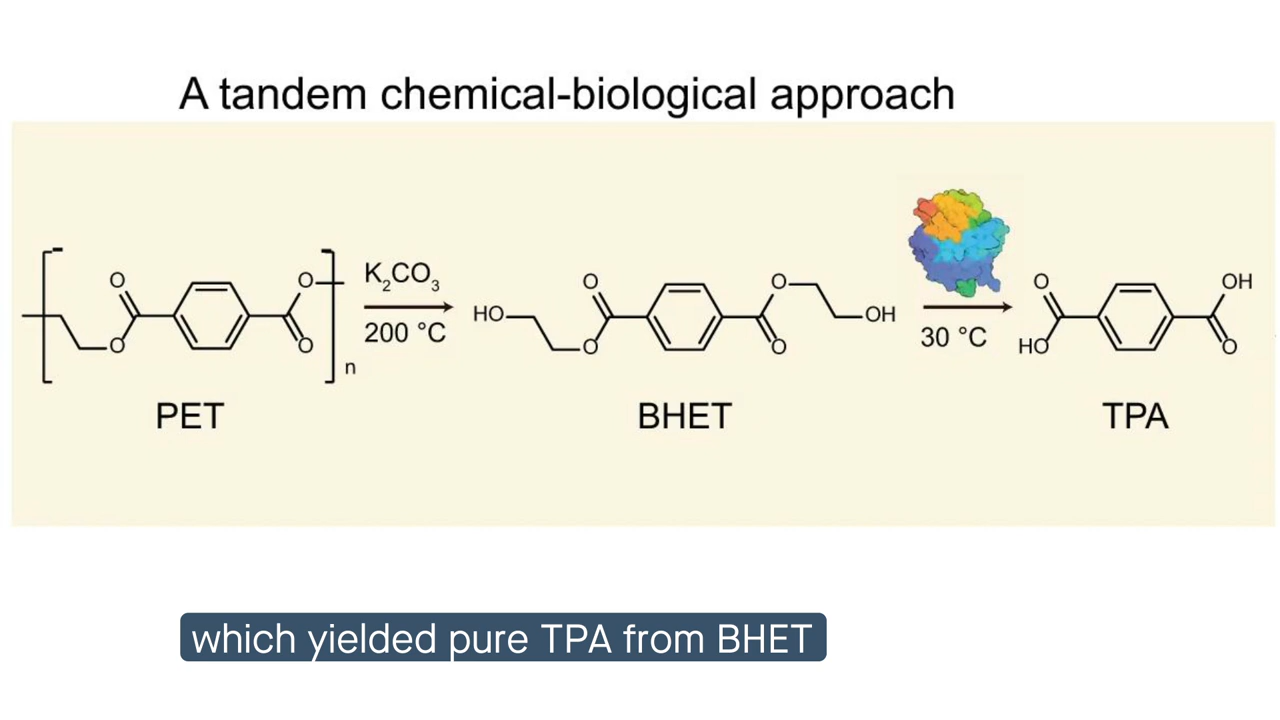 A tandem chemical-biological approach
O
O
O
O
n
PET
K₂CO₃
200 °C
HO
O
O
O
O
OH
BHET
30 °C
O
HO
OH
O
TPA
which yielded pure TPA from BHET